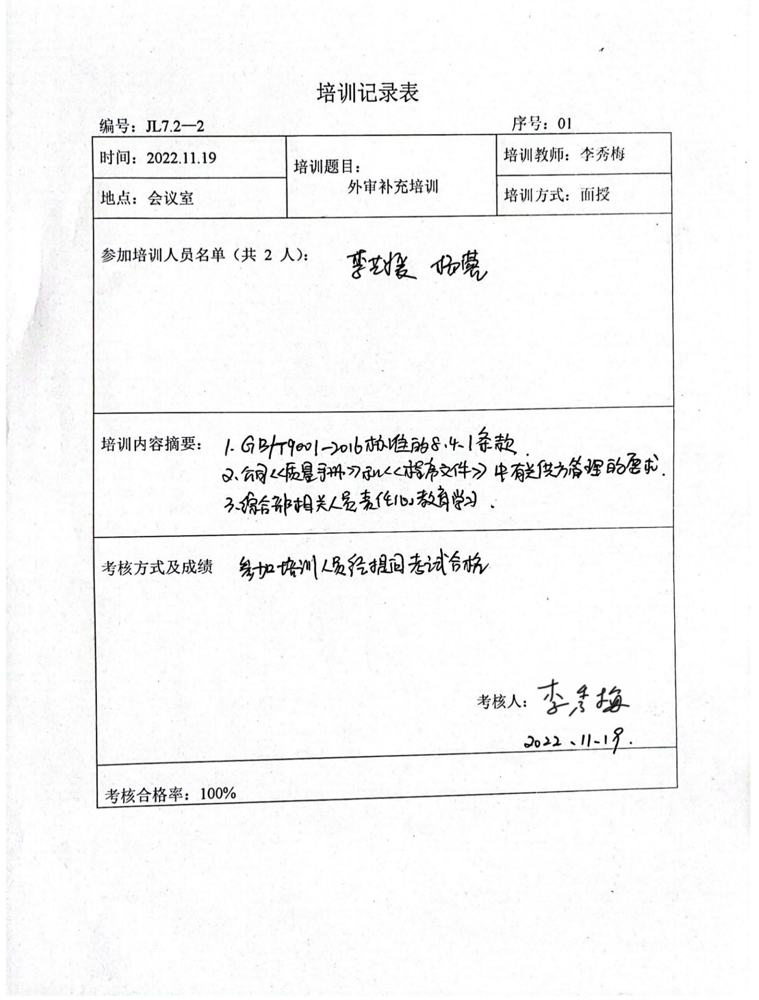 培训记录表
编号：JL7.2—2 序号：01
时间：2022.11.19
培训题目：
外审补充培训
培训教师：李秀梅
地点：会议室
培训方式：面授
参加培训人员名单（共 2 人）：
培训内容摘要： 1. GB/T9001-2016标准的8.4.1条款.
2.公司<<质量手册>>和<<程序文件>>中有关供方管理的要求.
3.综合部相关人员责任心教育学习.
考核方式及成绩 参加培训人员经提问考试合格
考核人：李秀梅
2022.11.19.
考核合格率：100%